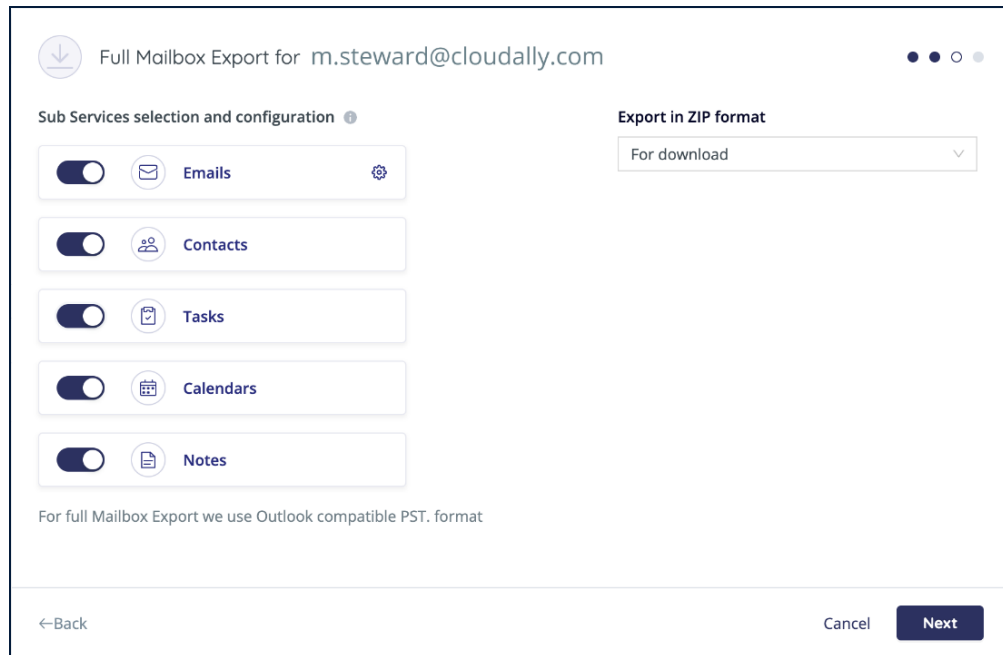 Full Mailbox Export for m.steward@cloudally.com
Sub Services selection and configuration
Emails
Contacts
Tasks
Calendars
Notes
For full Mailbox Export we use Outlook compatible PST. format
Export in ZIP format
For download
←Back
Cancel
Next